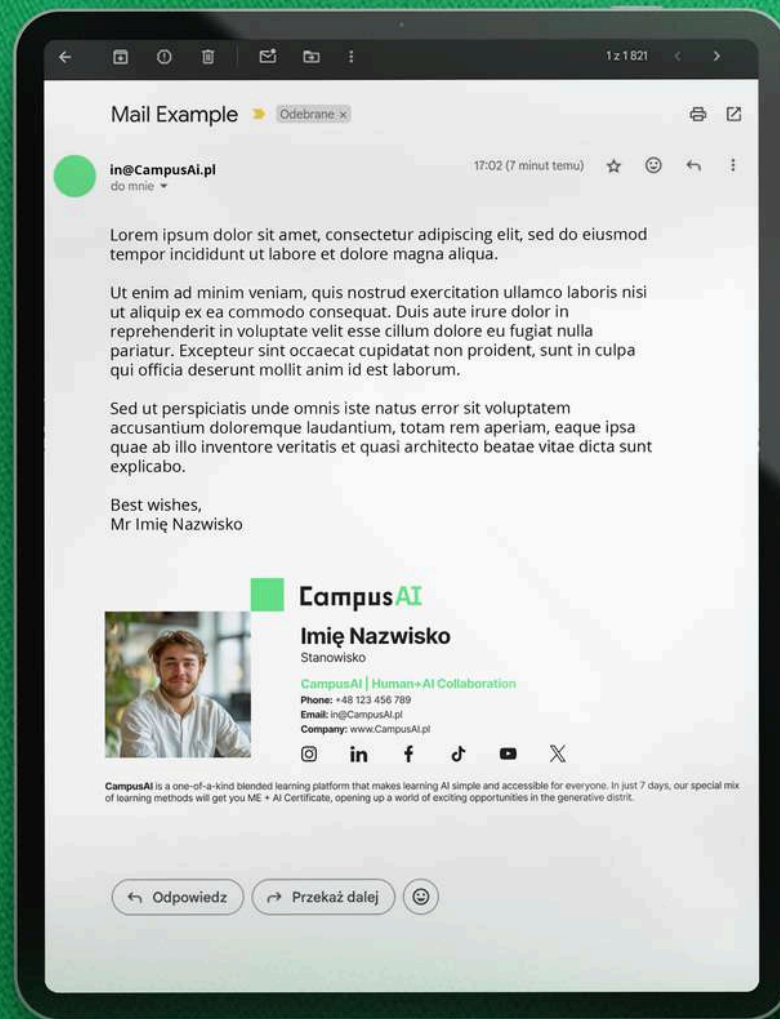 1 z 1 821
Mail Example
Odebrane ×
in@CampusAi.pl
17:02 (7 minut temu)
do mnie
Lorem ipsum dolor sit amet, consectetur adipiscing elit, sed do eiusmod
tempor incididunt ut labore et dolore magna aliqua.
Ut enim ad minim veniam, quis nostrud exercitation ullamco laboris nisi
ut aliquip ex ea commodo consequat. Duis aute irure dolor in
reprehenderit in voluptate velit esse cillum dolore eu fugiat nulla
pariatur. Excepteur sint occaecat cupidatat non proident, sunt in culpa
qui officia deserunt mollit anim id est laborum.
Sed ut perspiciatis unde omnis iste natus error sit voluptatem
accusantium doloremque laudantium, totam rem aperiam, eaque ipsa
quae ab illo inventore veritatis et quasi architecto beatae vitae dicta sunt
explicabo.
Best wishes,
Mr Imię Nazwisko
CampusAI
Imię Nazwisko
Stanowisko
CampusAI | Human+AI Collaboration
Phone: +48 123 456 789
Email: in@CampusAI.pl
Company: www.CampusAI.pl
CampusAI is a one-of-a-kind blended learning platform that makes learning AI simple and accessible for everyone. In just 7 days, our special mix
of learning methods will get you ME + AI Certificate, opening up a world of exciting opportunities in the generative distrit.
Odpowiedz
Przekaż dalej